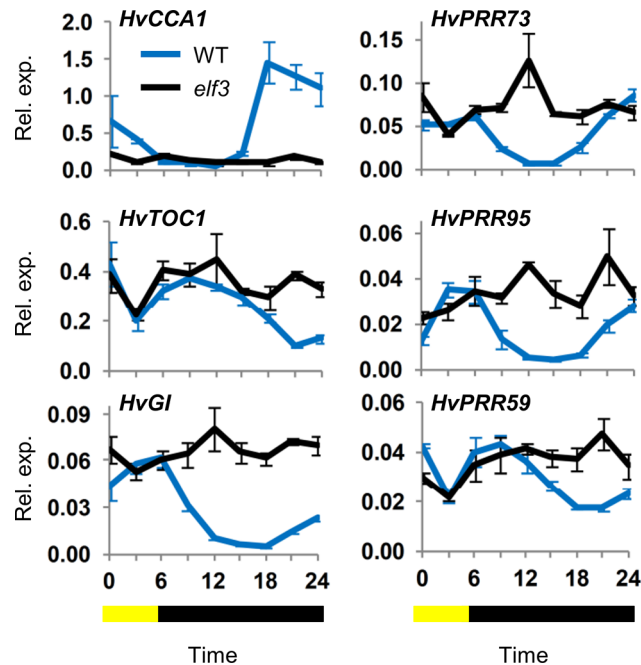 HvCCA1
Rel. exp.
2.0
1.5
1.0
0.5
0.0
WT
elf3
HvPRR73
0.15
0.10
0.05
0.00
HvTOC1
Rel. exp.
0.6
0.4
0.2
0.0
HvPRR95
0.06
0.04
0.02
0.00
HvGI
Rel. exp.
0.09
0.06
0.03
0.00
0 6 12 18 24
Time
HvPRR59
0.06
0.04
0.02
0.00
0 6 12 18 24
Time